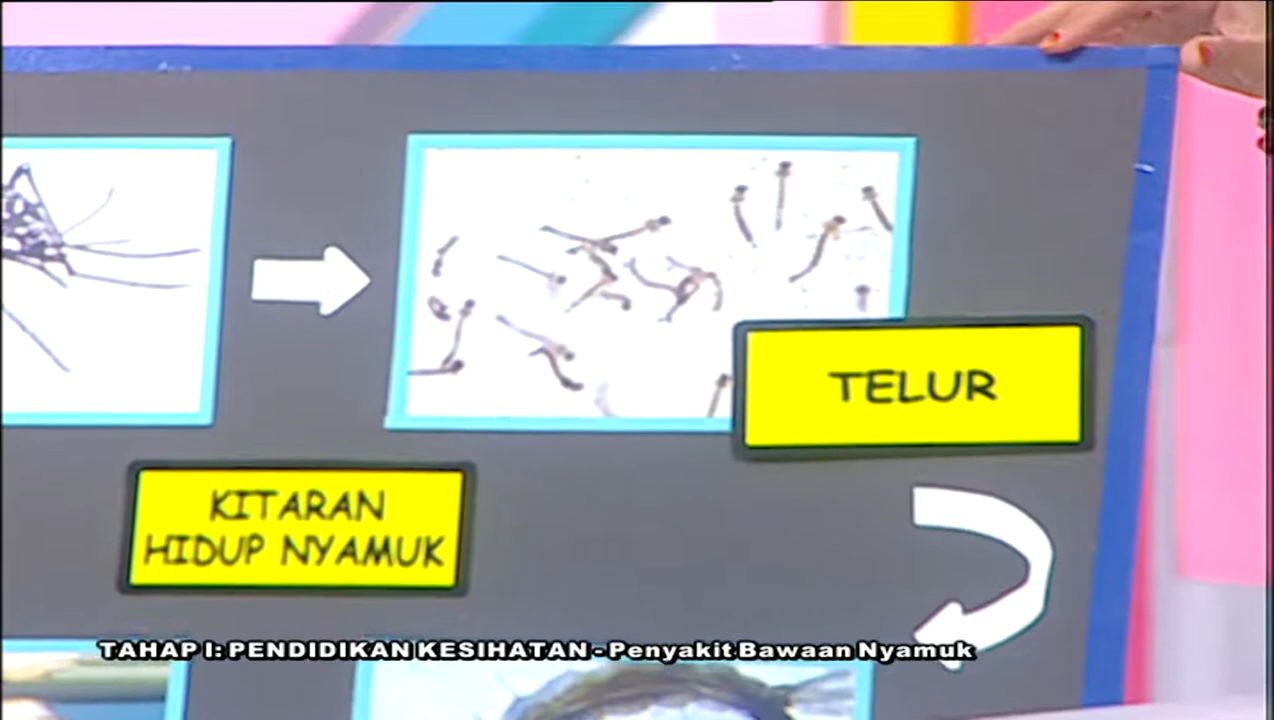 TELUR
KITARAN
HIDUP NYAMUK
TAHAP I: PENDIDIKAN KESIHATAN - Penyakit Bawaan Nyamuk